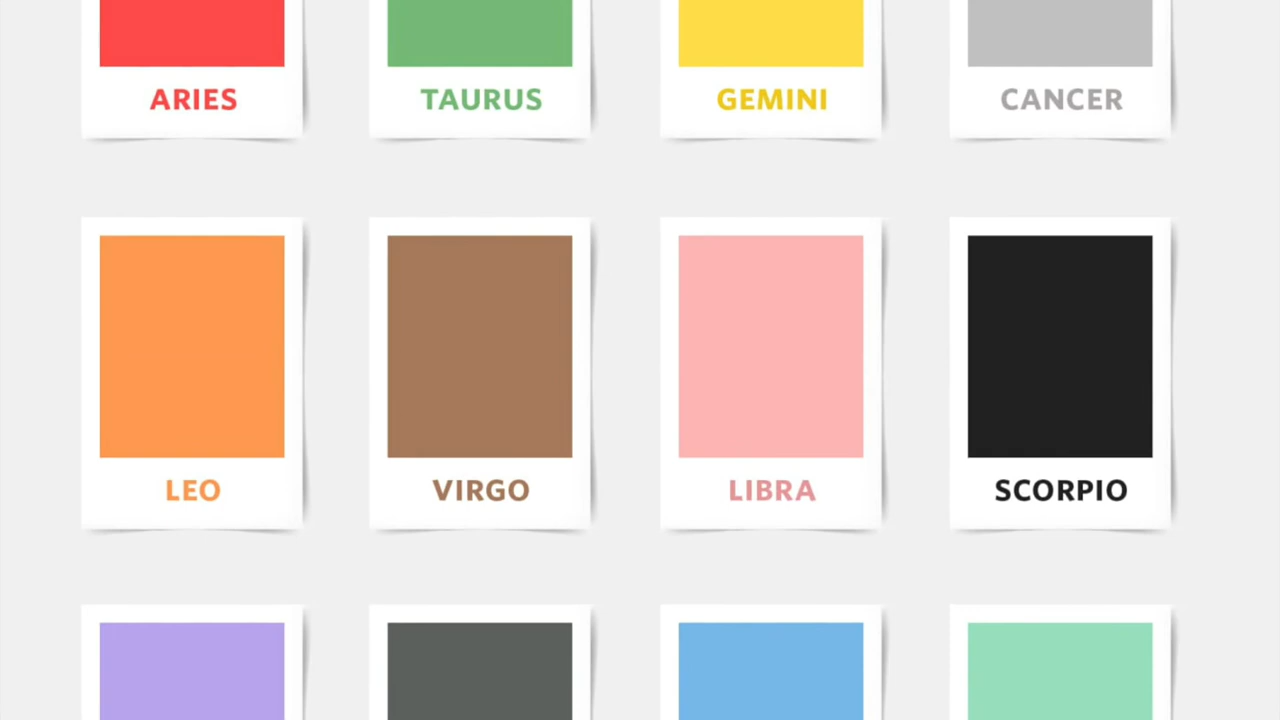 ARIES
TAURUS
GEMINI
CANCER
LEO
VIRGO
LIBRA
SCORPIO